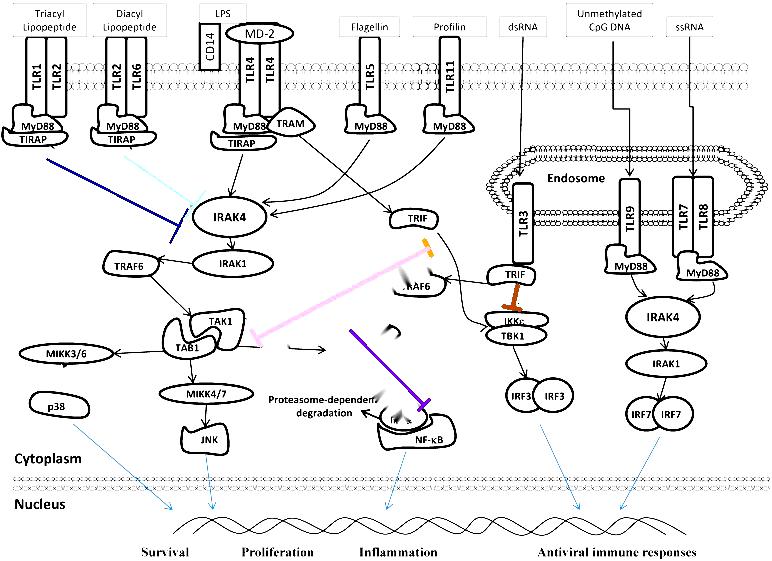 Triacyl
Lipopeptide
Diacyl
Lipopeptide
LPS
Flagellin
Profilin
dsRNA
Unmethylated
CpG DNA
ssRNA
CD14
MD-2
TLR1
TLR2
TLR2
TLR6
TLR4
TLR4
TLR5
TLR11
MyD88
TIRAP
MyD88
TIRAP
MyD88
TIRAP
TRAM
MyD88
MyD88
Endosome
TLR3
TLR9
TLR7
TLR8
IRAK4
TRIF
IRAK1
TRAF6
TRIF
MyD88
MyD88
AF6
TAK1
TAB1
IKKε
TBK1
IRAK4
MIKK3/6
IRAK1
p38
MIKK4/7
Proteasome-dependent
degradation
IRF3
IRF3
IRF7
IRF7
JNK
NF-κB
Cytoplasm
Nucleus
Survival
Proliferation
Inflammation
Antiviral immune responses